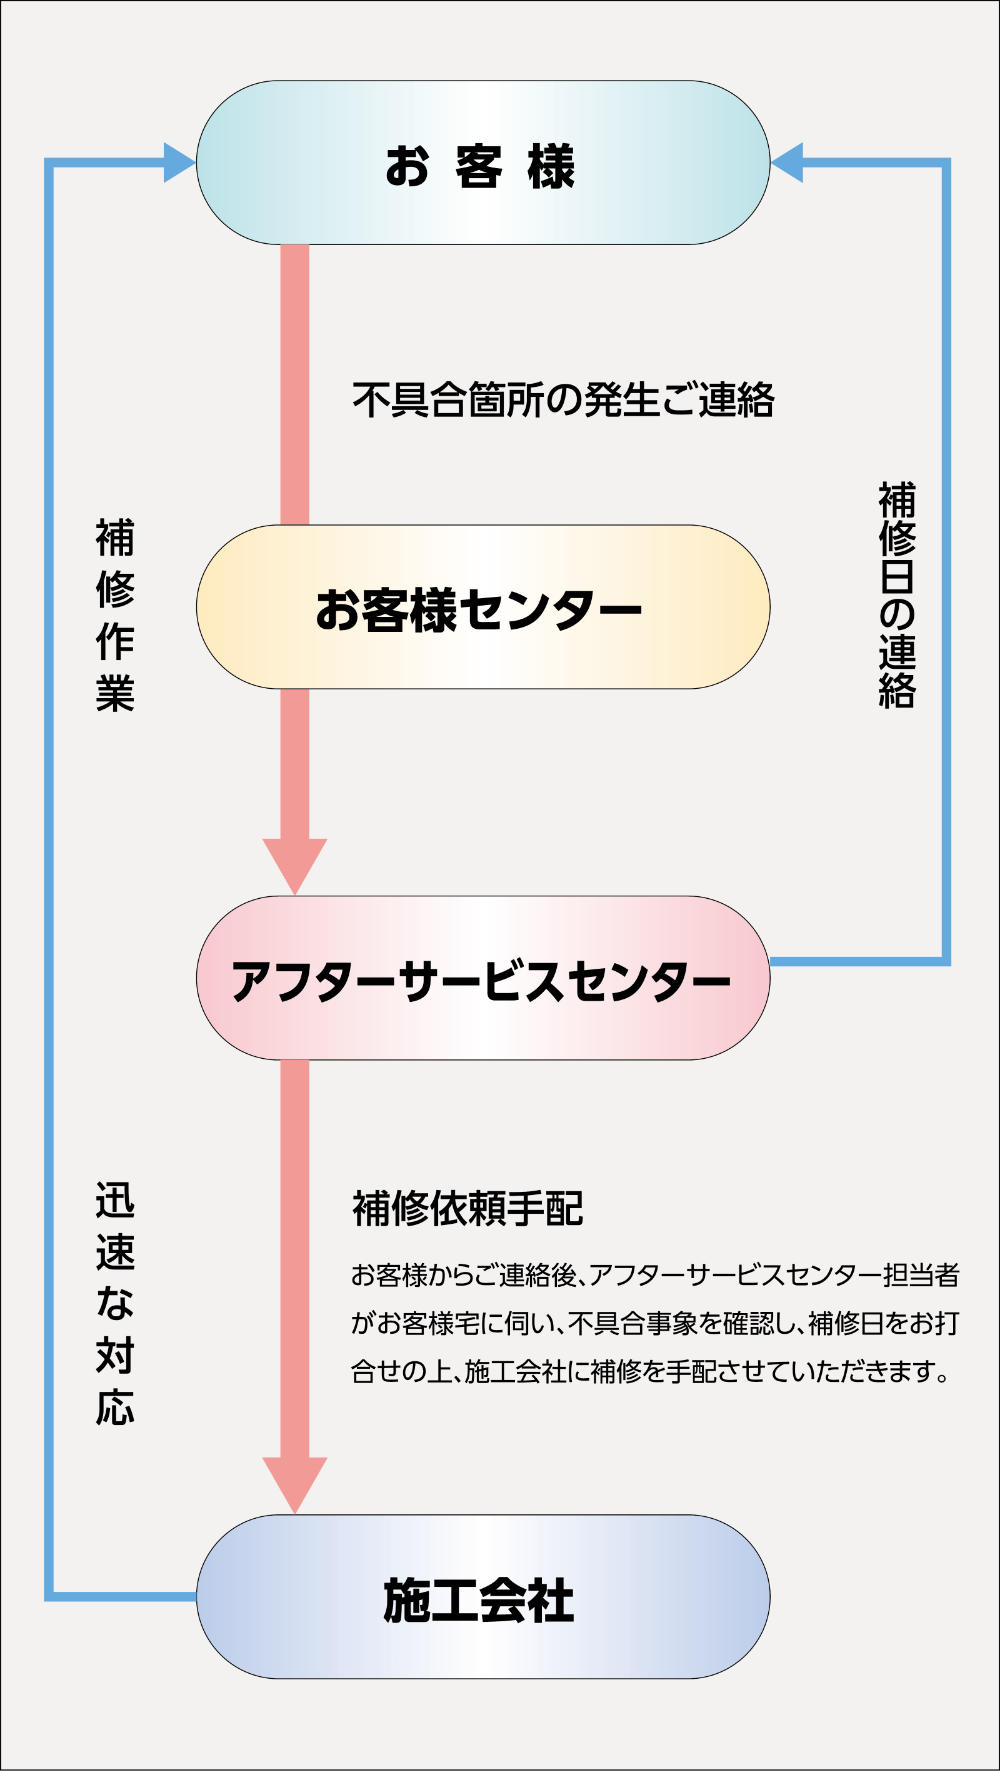 お客様
不具合箇所の発生ご連絡
補修日の連絡
補修作業
お客様センター
アフターサービスセンター
迅速な対応
補修依頼手配
お客様からご連絡後、アフターサービスセンター担当者
がお客様宅に伺い、不具合事象を確認し、補修日をお打
合せの上、施工会社に補修を手配させていただきます。
施工会社